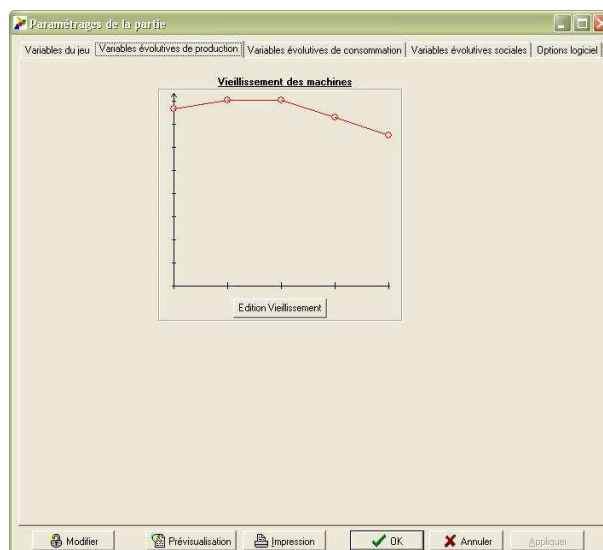 Paramétrages de la partie
Variables du jeu Variables évolutives de production Variables évolutives de consommation Variables évolutives sociales Options logiciel
Vieillissement des machines
Edition Vieillissement
Modifier Prévisualisation Impression OK Annuler Appliquer